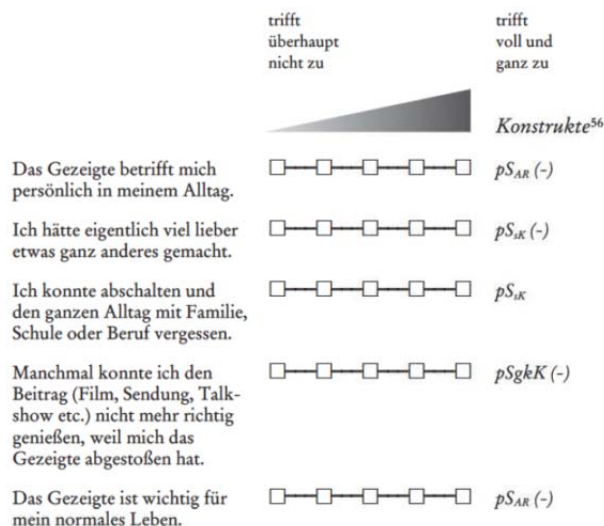 trifft
überhaupt
nicht zu
trifft
voll und
ganz zu
Konstrukte⁵⁶
Das Gezeigte betrifft mich
persönlich in meinem Alltag.
pS_AR (-)
Ich hätte eigentlich viel lieber
etwas ganz anderes gemacht.
pS_sK (-)
Ich konnte abschalten und
den ganzen Alltag mit Familie,
Schule oder Beruf vergessen.
pS_sK
Manchmal konnte ich den
Beitrag (Film, Sendung, Talk-
show etc.) nicht mehr richtig
genießen, weil mich das
Gezeigte abgestoßen hat.
pSgkK (-)
Das Gezeigte ist wichtig für
mein normales Leben.
pS_AR (-)